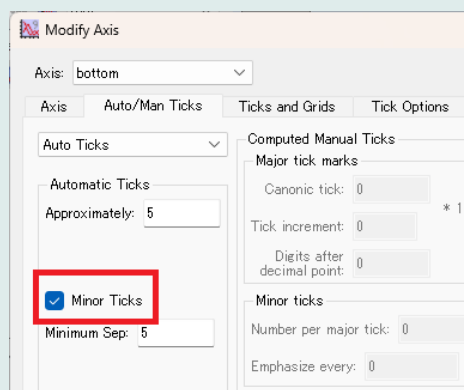 Modify Axis
Axis: bottom
Axis Auto/Man Ticks Ticks and Grids Tick Options
Auto Ticks
Automatic Ticks
Approximately: 5
Minor Ticks
Minimum Sep: 5
Computed Manual Ticks
Major tick marks
Canonic tick: 0
* 1
Tick increment: 0
Digits after
decimal point: 0
Minor ticks
Number per major tick: 0
Emphasize every: 0